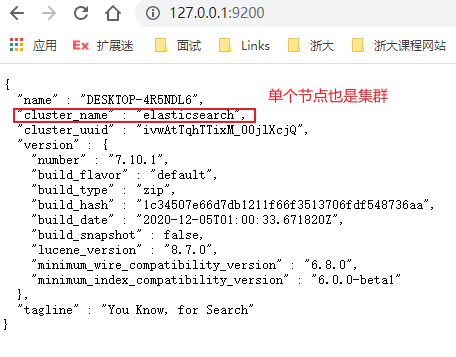 127.0.0.1:9200
应用 Ex 扩展迷 面试 Links 浙大 浙大课程网站
{
"name" : "DESKTOP-4R5NDL6",
单个节点也是集群
"cluster_name" : "elasticsearch",
"cluster_uuid" : "ivwAtTqhTTixM_OOjlXcjQ",
"version" : {
"number" : "7.10.1",
"build_flavor" : "default",
"build_type" : "zip",
"build_hash" : "1c34507e66d7db1211f66f3513706fdf548736aa",
"build_date" : "2020-12-05T01:00:33.671820Z",
"build_snapshot" : false,
"lucene_version" : "8.7.0",
"minimum_wire_compatibility_version" : "6.8.0",
"minimum_index_compatibility_version" : "6.0.0-beta1"
},
"tagline" : "You Know, for Search"
}